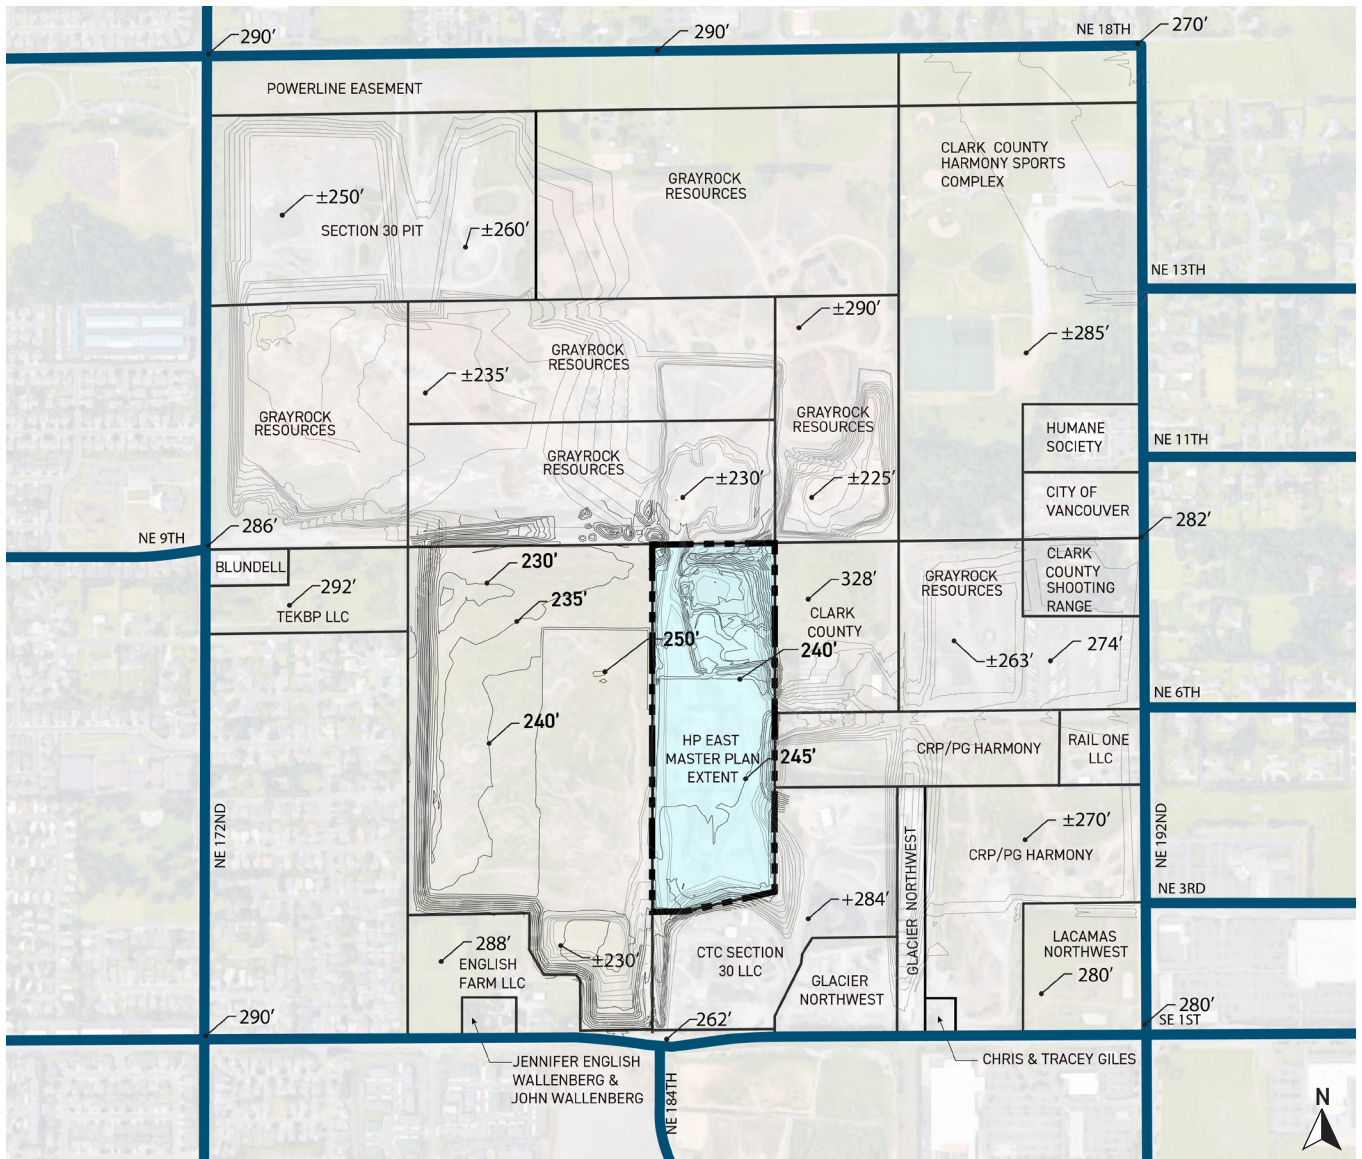 290'
290'
NE 18TH
270'
POWERLINE EASEMENT
CLARK COUNTY
HARMONY SPORTS
COMPLEX
GRAYROCK
RESOURCES
±250'
SECTION 30 PIT
±260'
NE 13TH
±290'
±285'
GRAYROCK
RESOURCES
±235'
GRAYROCK
RESOURCES
GRAYROCK
RESOURCES
HUMANE
SOCIETY
NE 11TH
GRAYROCK
RESOURCES
±230'
±225'
CITY OF
VANCOUVER
286'
282'
NE 9TH
BLUNDELL
230'
CLARK
COUNTY
SHOOTING
RANGE
292'
TEKBP LLC
235'
328'
CLARK
COUNTY
GRAYROCK
RESOURCES
250'
240'
±263'
274'
NE 6TH
240'
HP EAST
MASTER PLAN
EXTENT
245'
CRP/PG HARMONY
RAIL ONE
LLC
NE 172ND
NE 192ND
±270'
CRP/PG HARMONY
GLACIER NORTHWEST
NE 3RD
+284'
288'
ENGLISH
FARM LLC
±230'
CTC SECTION
30 LLC
GLACIER
NORTHWEST
LACAMAS
NORTHWEST
280'
290'
262'
280'
SE 1ST
JENNIFER ENGLISH
WALLENBERG &
JOHN WALLENBERG
NE 184TH
CHRIS & TRACEY GILES
N